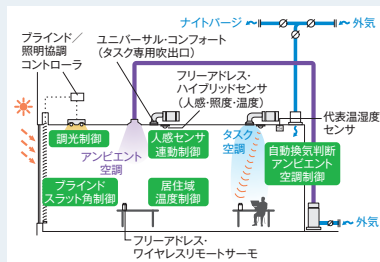 ナイトパージ
外気
ブラインド／
照明協調
コントローラ
ユニバーサル・コンフォート
（タスク専用吹出口）
フリーアドレス・
ハイブリッドセンサ
（人感・照度・温度）
代表温湿度
センサ
調光制御
アンビエント
空調
人感センサ
連動制御
タスク
空調
自動換気判断
アンビエント
空調制御
ブラインド
スラット角制御
居住域
温度制御
外気
フリーアドレス・
ワイヤレスリモートサーモ